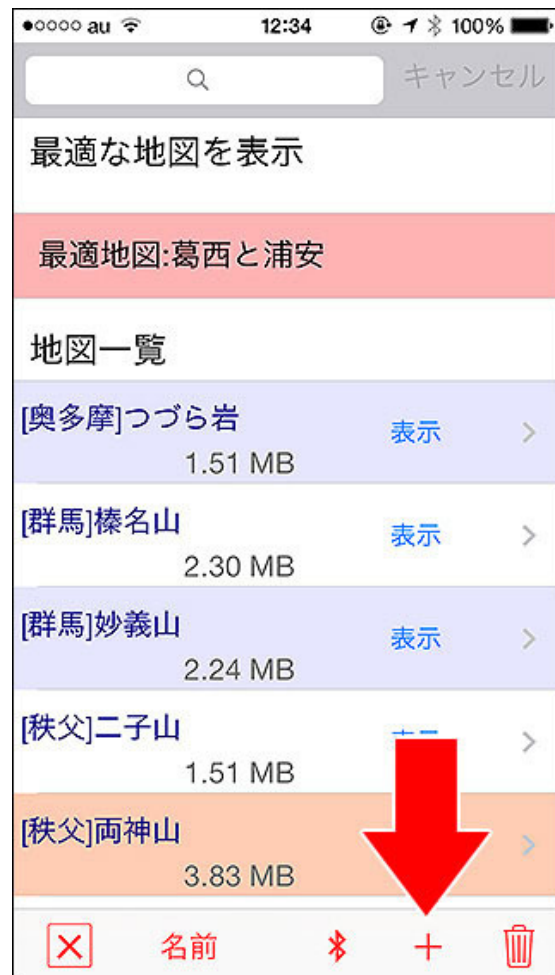 au 12:34 100%
キャンセル
最適な地図を表示
最適地図:葛西と浦安
地図一覧
[奥多摩]つづら岩
表示
1.51 MB
[群馬]榛名山
表示
2.30 MB
[群馬]妙義山
表示
2.24 MB
[秩父]二子山
1.51 MB
[秩父]両神山
3.83 MB
名前